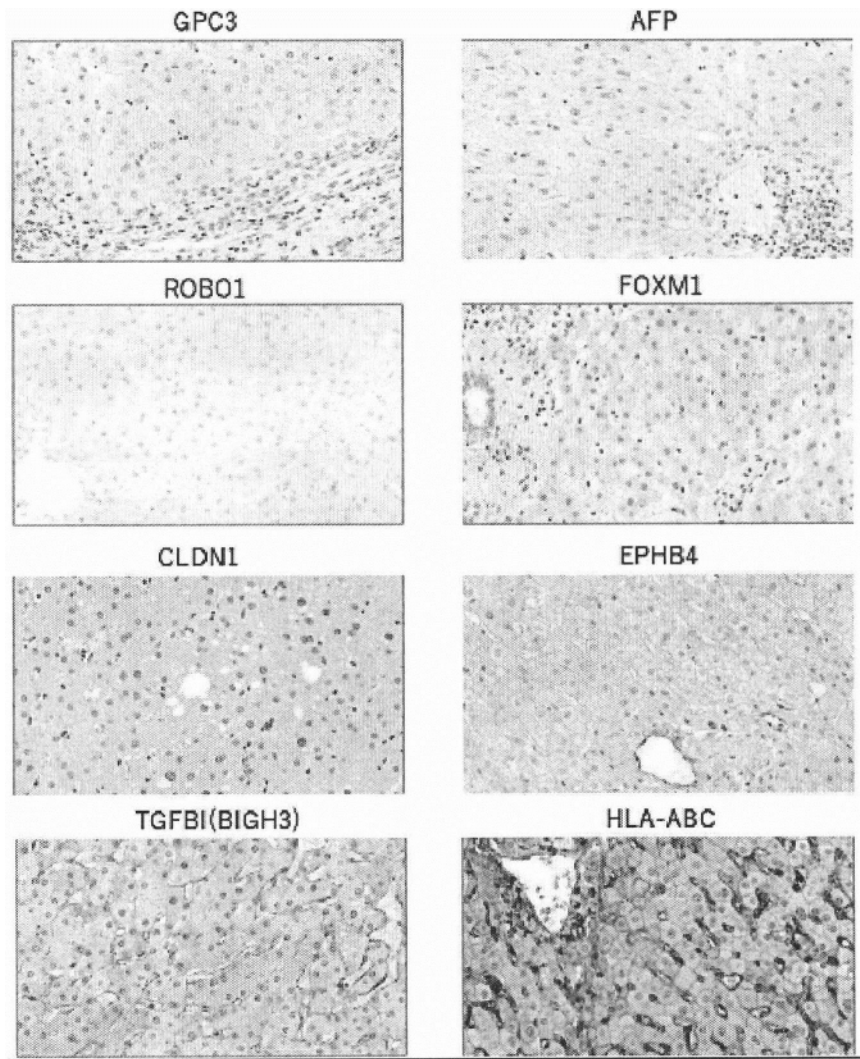 GPC3
AFP
ROBO1
FOXM1
CLDN1
EPHB4
TGFBI(BIGH3)
HLA-ABC